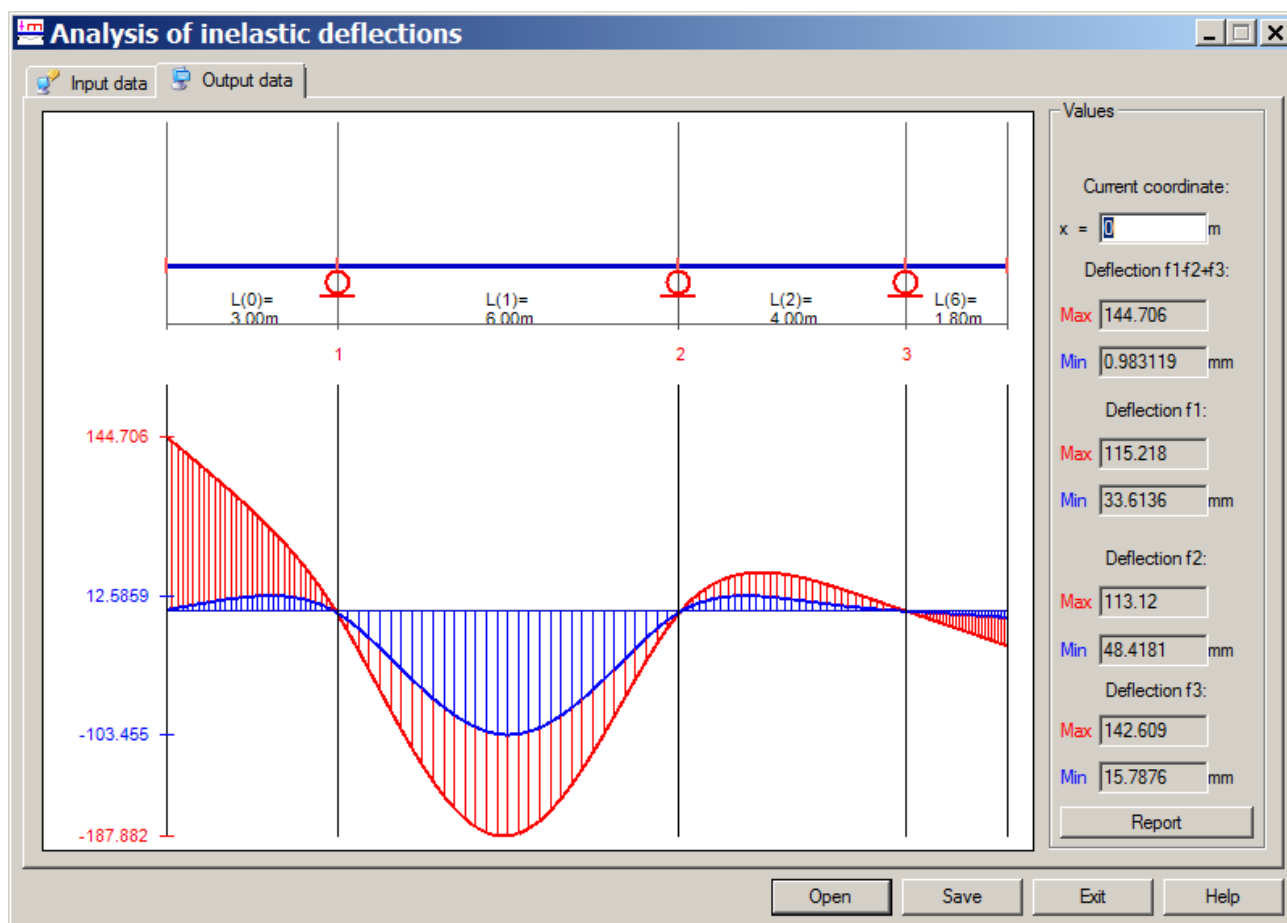 Analysis of inelastic deflections
Input data
Output data
L(0)=
3.00m
L(1)=
6.00m
L(2)=
4.00m
L(6)=
1.80m
1
2
3
144.706
12.5859
-103.455
-187.882
Values
Current coordinate:
x = 0 m
Deflection f1-f2+f3:
Max 144.706
Min 0.983119 mm
Deflection f1:
Max 115.218
Min 33.6136 mm
Deflection f2:
Max 113.12
Min 48.4181 mm
Deflection f3:
Max 142.609
Min 15.7876 mm
Report
Open
Save
Exit
Help